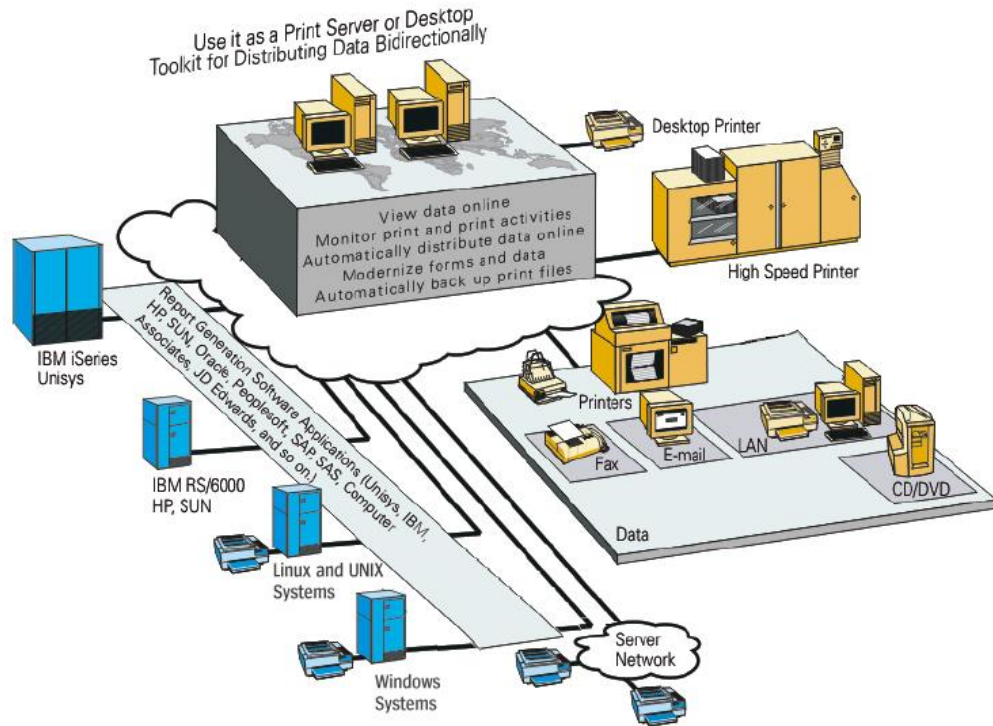 Use it as a Print Server or Desktop
Toolkit for Distributing Data Bidirectionally
Desktop Printer
View data online
Monitor print and print activities
Automatically distribute data online
Modernize forms and data
Automatically back up print files
High Speed Printer
IBM iSeries
Unisys
Report Generation Software Applications (Unisys, IBM,
HP, SUN, Oracle, Peoplesoft, SAP, SAS, Computer
Associates, JD Edwards, and so on.)
Printers
Fax
E-mail
LAN
CD/DVD
Data
IBM RS/6000
HP, SUN
Linux and UNIX
Systems
Windows
Systems
Server
Network